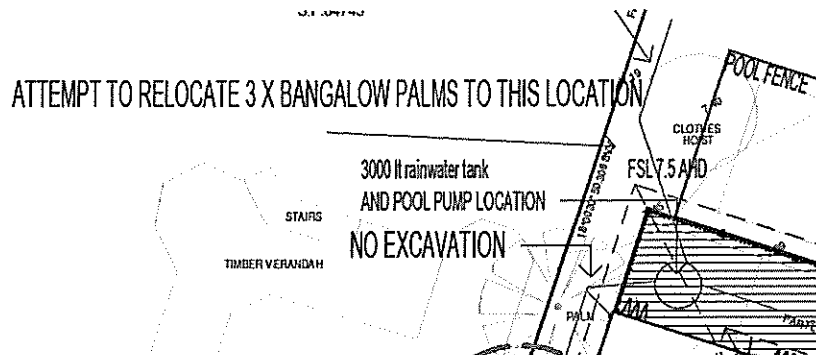 ATTEMPT TO RELOCATE 3 X BANGALOW PALMS TO THIS LOCATION
POOL FENCE
CLOTHES
HOIST
3000 lt rainwater tank
FSL 7.5 AHD
AND POOL PUMP LOCATION
STAIRS
NO EXCAVATION
TIMBER VERANDAH
PALM